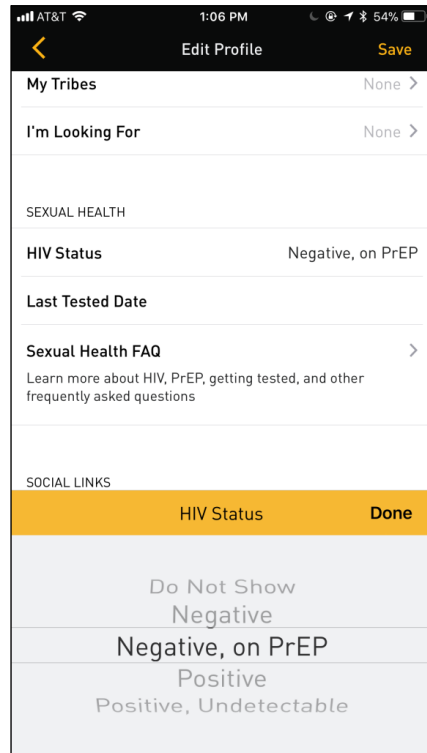 AT&T 1:06 PM 54%
Edit Profile Save
My Tribes None
I'm Looking For None
SEXUAL HEALTH
HIV Status Negative, on PrEP
Last Tested Date
Sexual Health FAQ
Learn more about HIV, PrEP, getting tested, and other
frequently asked questions
SOCIAL LINKS
HIV Status Done
Do Not Show
Negative
Negative, on PrEP
Positive
Positive, Undetectable